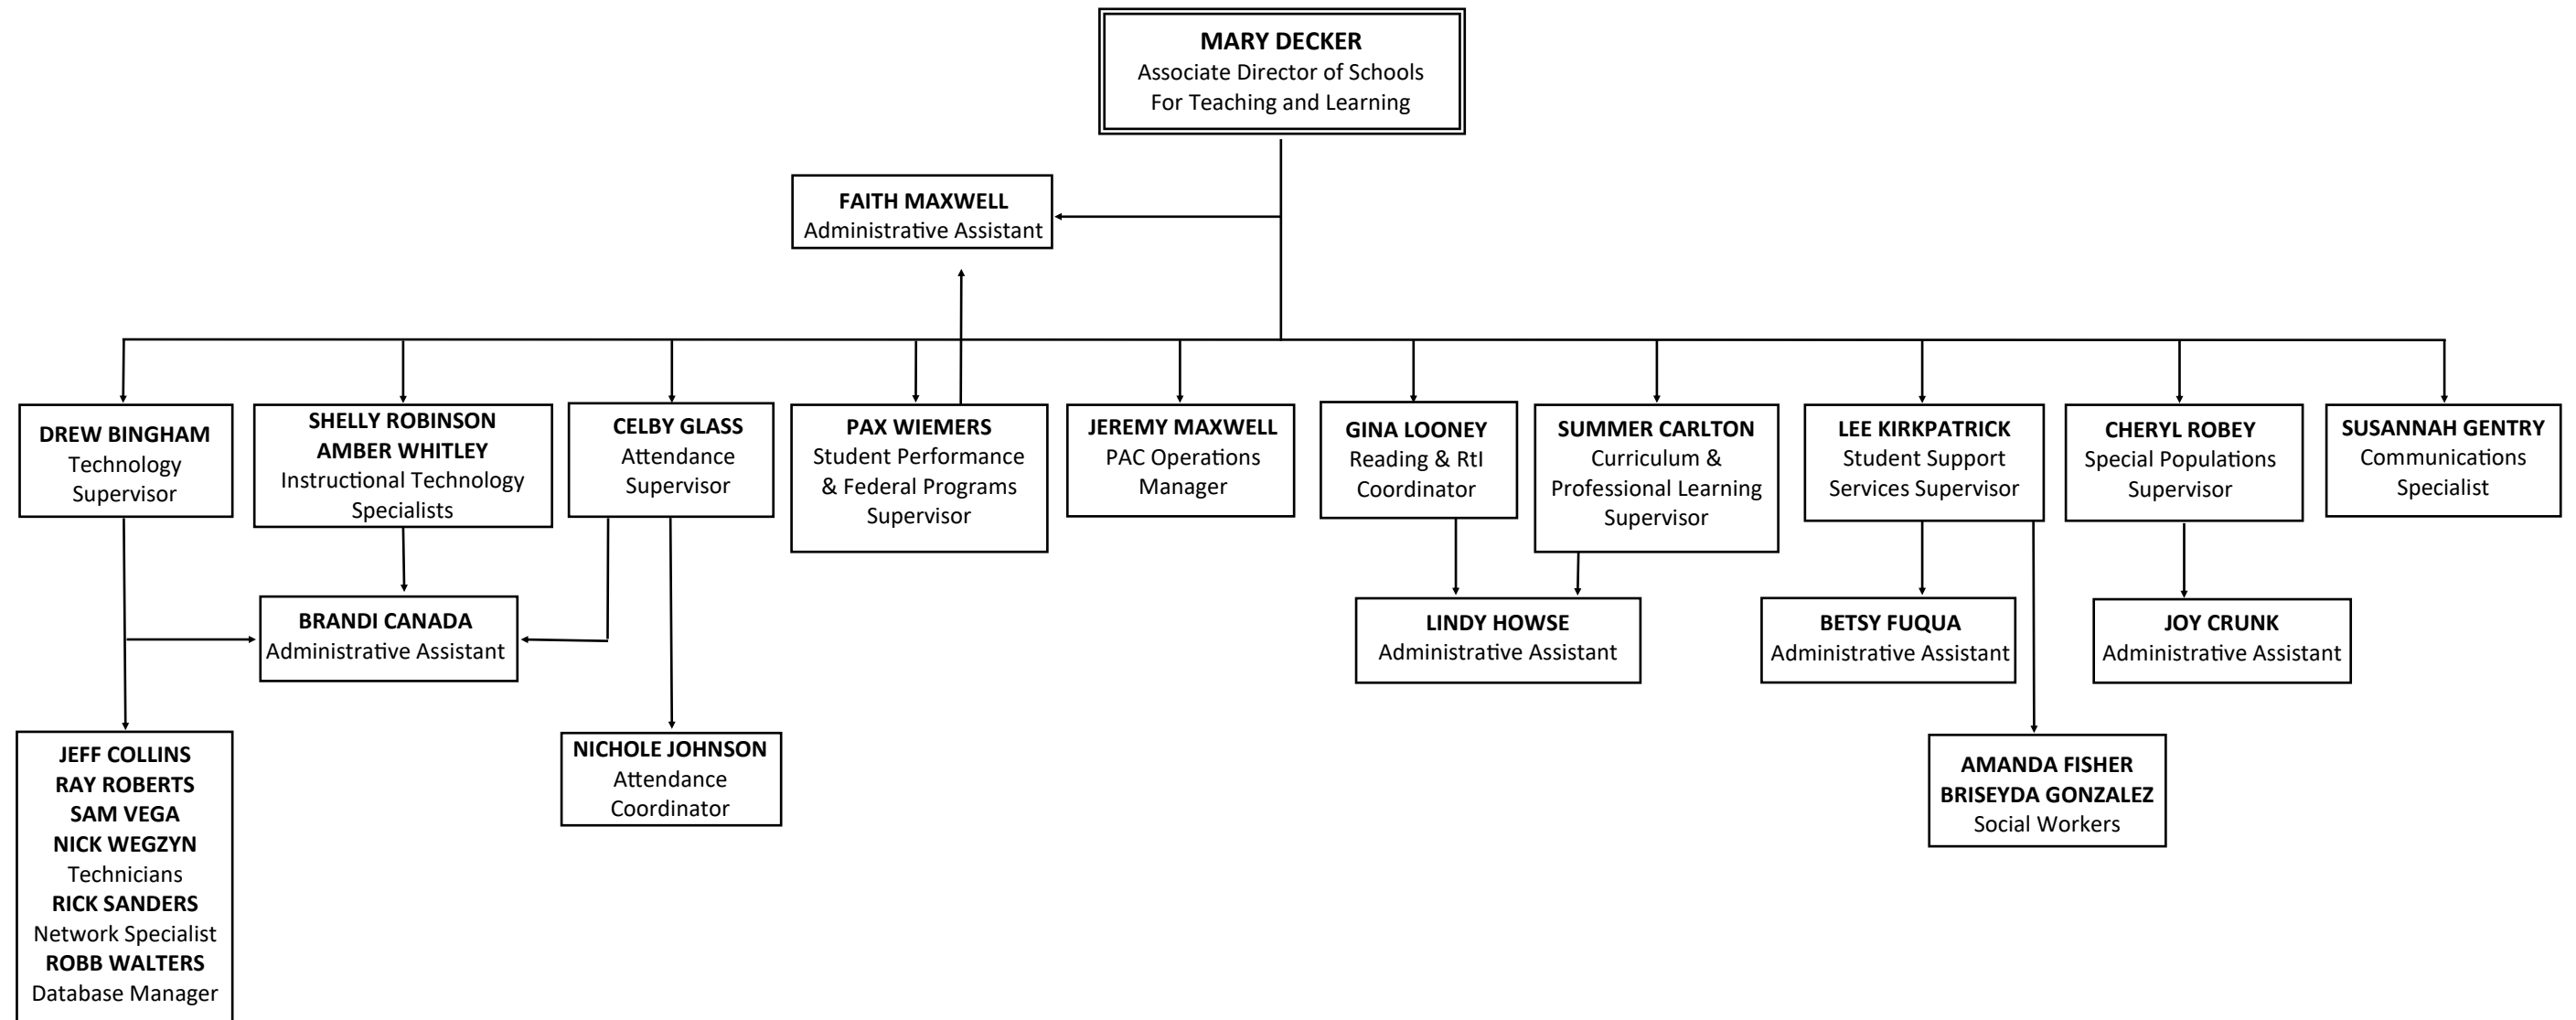 MARY DECKER
Associate Director of Schools
For Teaching and Learning
FAITH MAXWELL
Administrative Assistant
DREW BINGHAM
Technology
Supervisor
SHELLY ROBINSON
AMBER WHITLEY
Instructional Technology
Specialists
CELBY GLASS
Attendance
Supervisor
PAX WIEMERS
Student Performance
& Federal Programs
Supervisor
JEREMY MAXWELL
PAC Operations
Manager
GINA LOONEY
Reading & RtI
Coordinator
SUMMER CARLTON
Curriculum &
Professional Learning
Supervisor
LEE KIRKPATRICK
Student Support
Services Supervisor
CHERYL ROBEY
Special Populations
Supervisor
SUSANNAH GENTRY
Communications
Specialist
BRANDI CANADA
Administrative Assistant
LINDY HOWSE
Administrative Assistant
BETSY FUQUA
Administrative Assistant
JOY CRUNK
Administrative Assistant
JEFF COLLINS
RAY ROBERTS
SAM VEGA
NICK WEGZYN
Technicians
RICK SANDERS
Network Specialist
ROBB WALTERS
Database Manager
NICHOLE JOHNSON
Attendance
Coordinator
AMANDA FISHER
BRISEYDA GONZALEZ
Social Workers